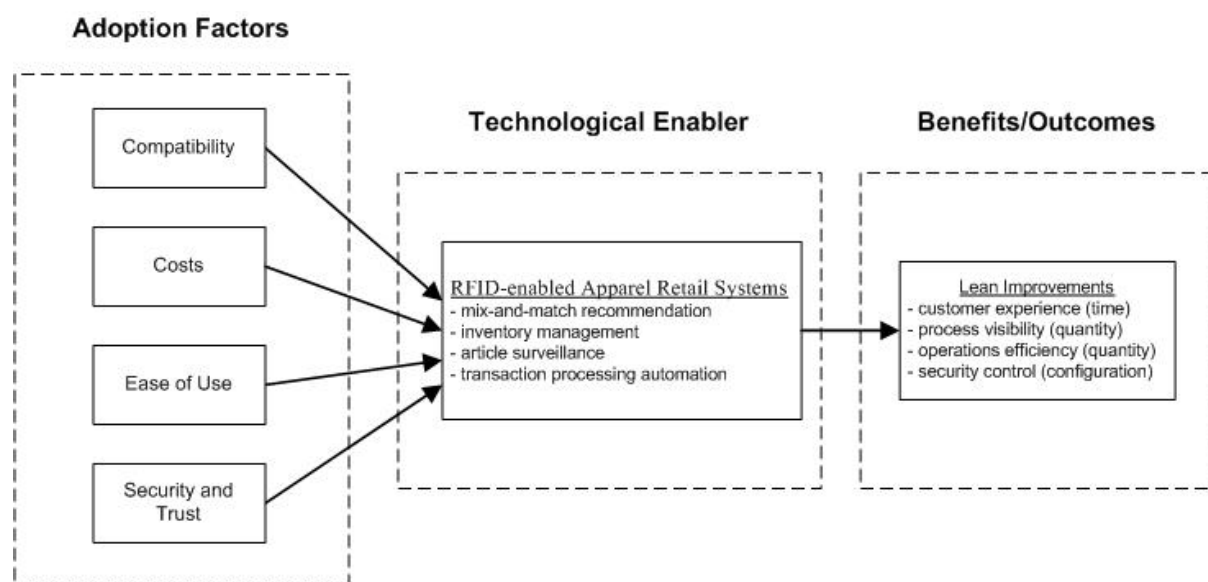 Adoption Factors
Compatibility
Costs
Ease of Use
Security and
Trust
Technological Enabler
RFID-enabled Apparel Retail Systems
- mix-and-match recommendation
- inventory management
- article surveillance
- transaction processing automation
Benefits/Outcomes
Lean Improvements
- customer experience (time)
- process visibility (quantity)
- operations efficiency (quantity)
- security control (configuration)